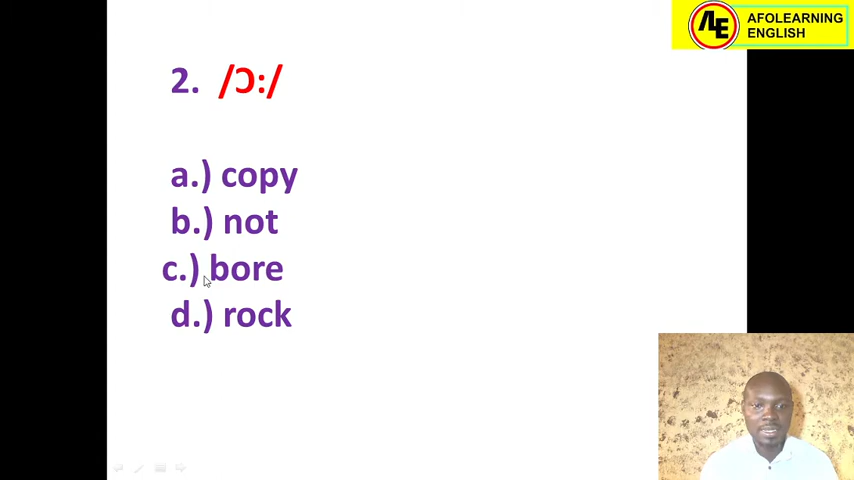 AFOLEARNING
ENGLISH
2. /Ɔ:/
a.) copy
b.) not
c.) bore
d.) rock